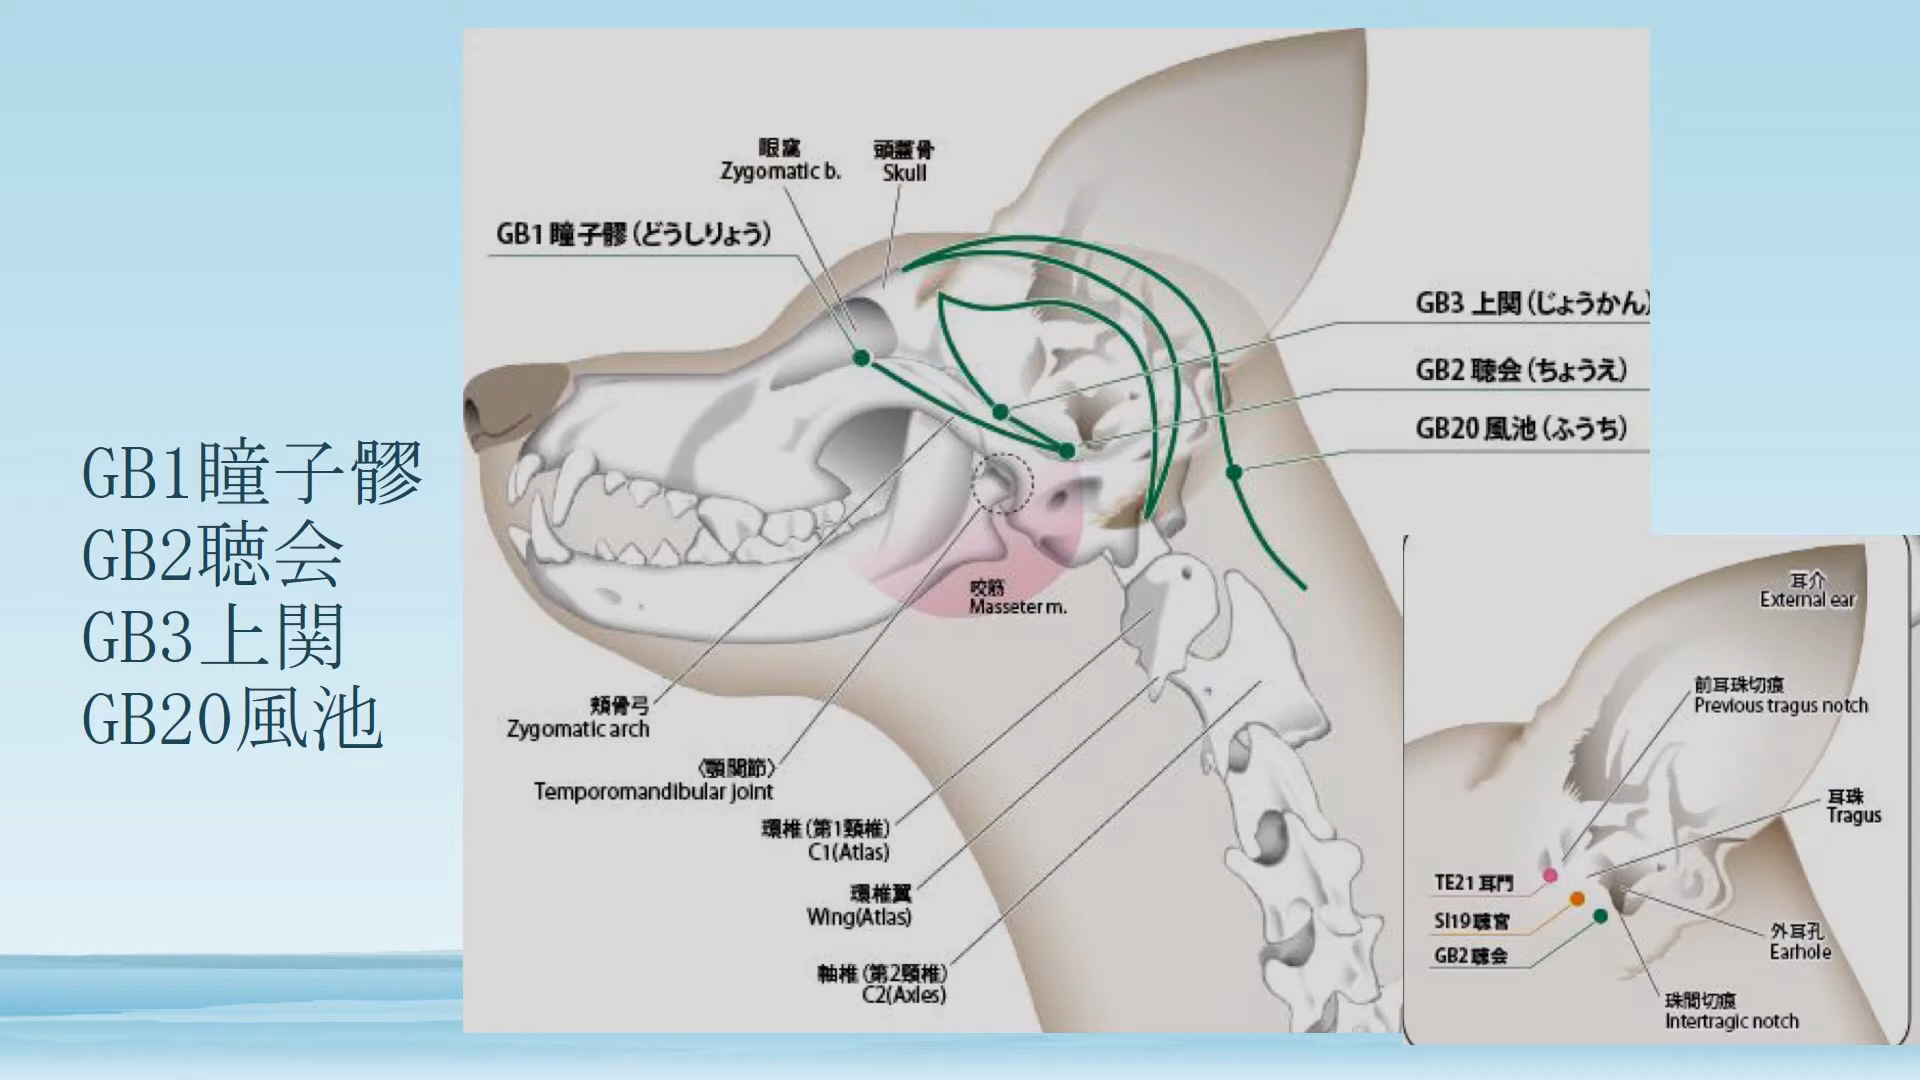 GB1瞳子髎
GB2聴会
GB3上関
GB20風池
眼窩
Zygomatic b.
頭蓋骨
Skull
GB1 瞳子髎（どうしりょう）
GB3 上関（じょうかん）
GB2 聴会（ちょうえ）
GB20 風池（ふうち）
咬筋
Masseter m.
頬骨弓
Zygomatic arch
〈顎関節〉
Temporomandibular joint
環椎（第1頸椎）
C1(Atlas)
環椎翼
Wing(Atlas)
軸椎（第2頸椎）
C2(Axles)
耳介
External ear
前耳珠切痕
Previous tragus notch
耳珠
Tragus
TE21 耳門
SI19 聴宮
GB2 聴会
外耳孔
Earhole
珠間切痕
Intertragic notch